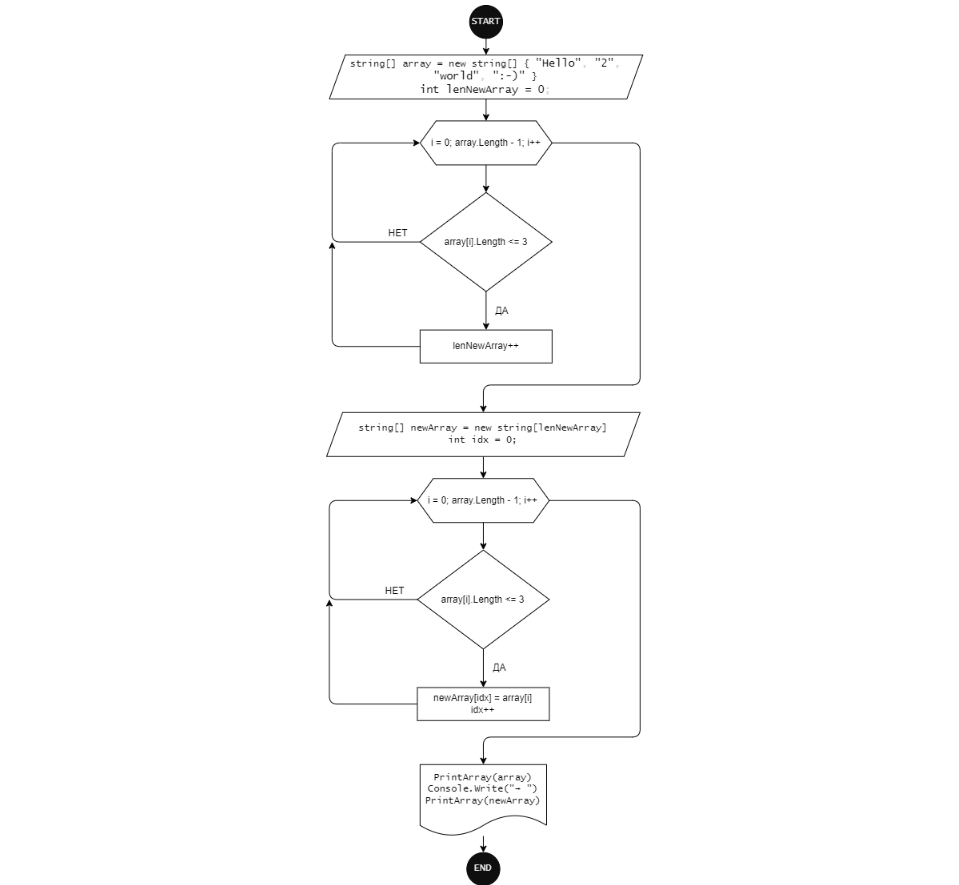 START
string[] array = new string[] { "Hello", "2",
"world", ":-)" }
int lenNewArray = 0;
i = 0; array.Length - 1; i++
НЕТ
array[i].Length <= 3
ДА
lenNewArray++
string[] newArray = new string[lenNewArray]
int idx = 0;
i = 0; array.Length - 1; i++
НЕТ
array[i].Length <= 3
ДА
newArray[idx] = array[i]
idx++
PrintArray(array)
Console.Write("→ ")
PrintArray(newArray)
END